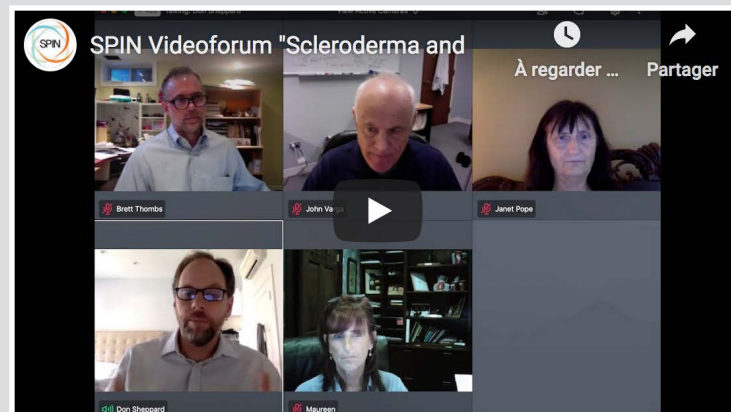 Talking: Don Sheppard
View Active Cameras
SPIN
SPIN Videoforum "Scleroderma and
À regarder ...
Partager
Brett Thombs
John Varga
Janet Pope
Don Sheppard
Maureen